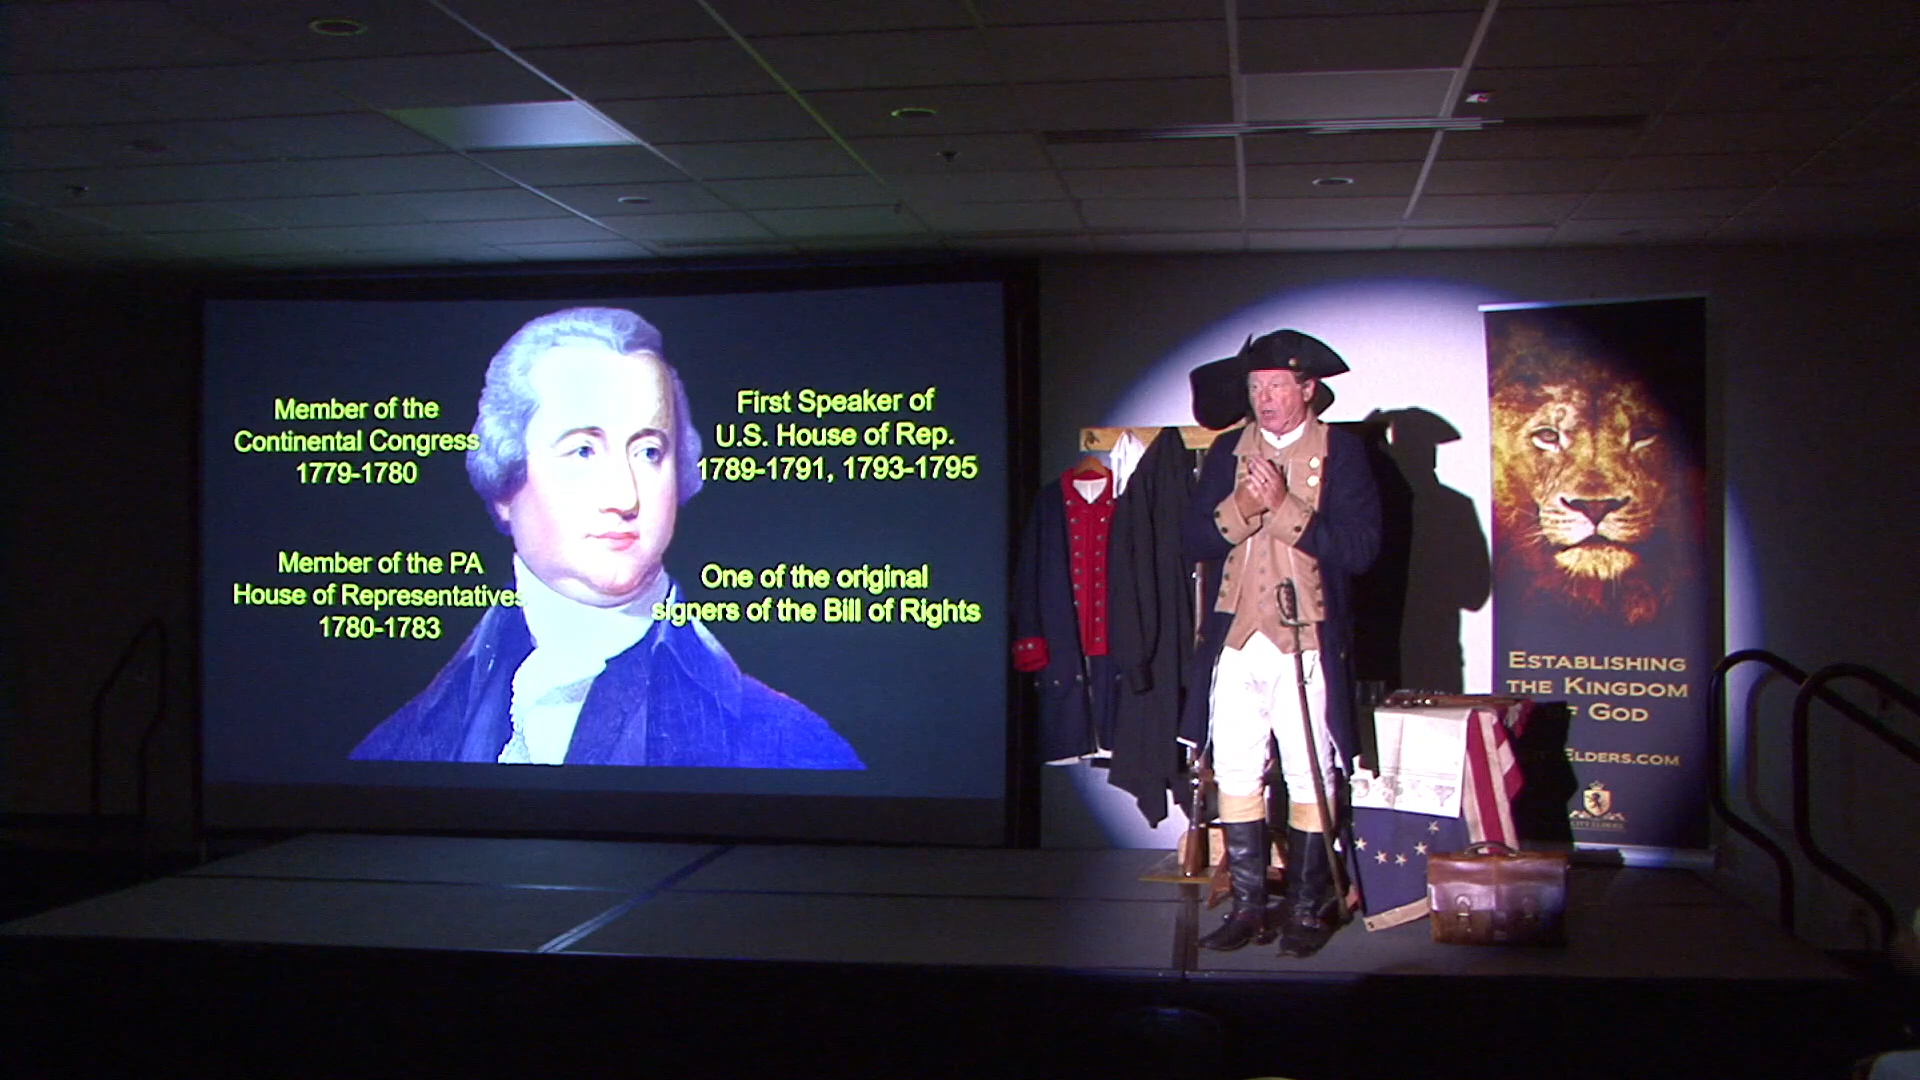 Member of the
Continental Congress
1779-1780
First Speaker of
U.S. House of Rep.
1789-1791, 1793-1795
Member of the PA
House of Representatives
1780-1783
One of the original
signers of the Bill of Rights
ESTABLISHING
THE KINGDOM
F GOD
ELDERS.COM